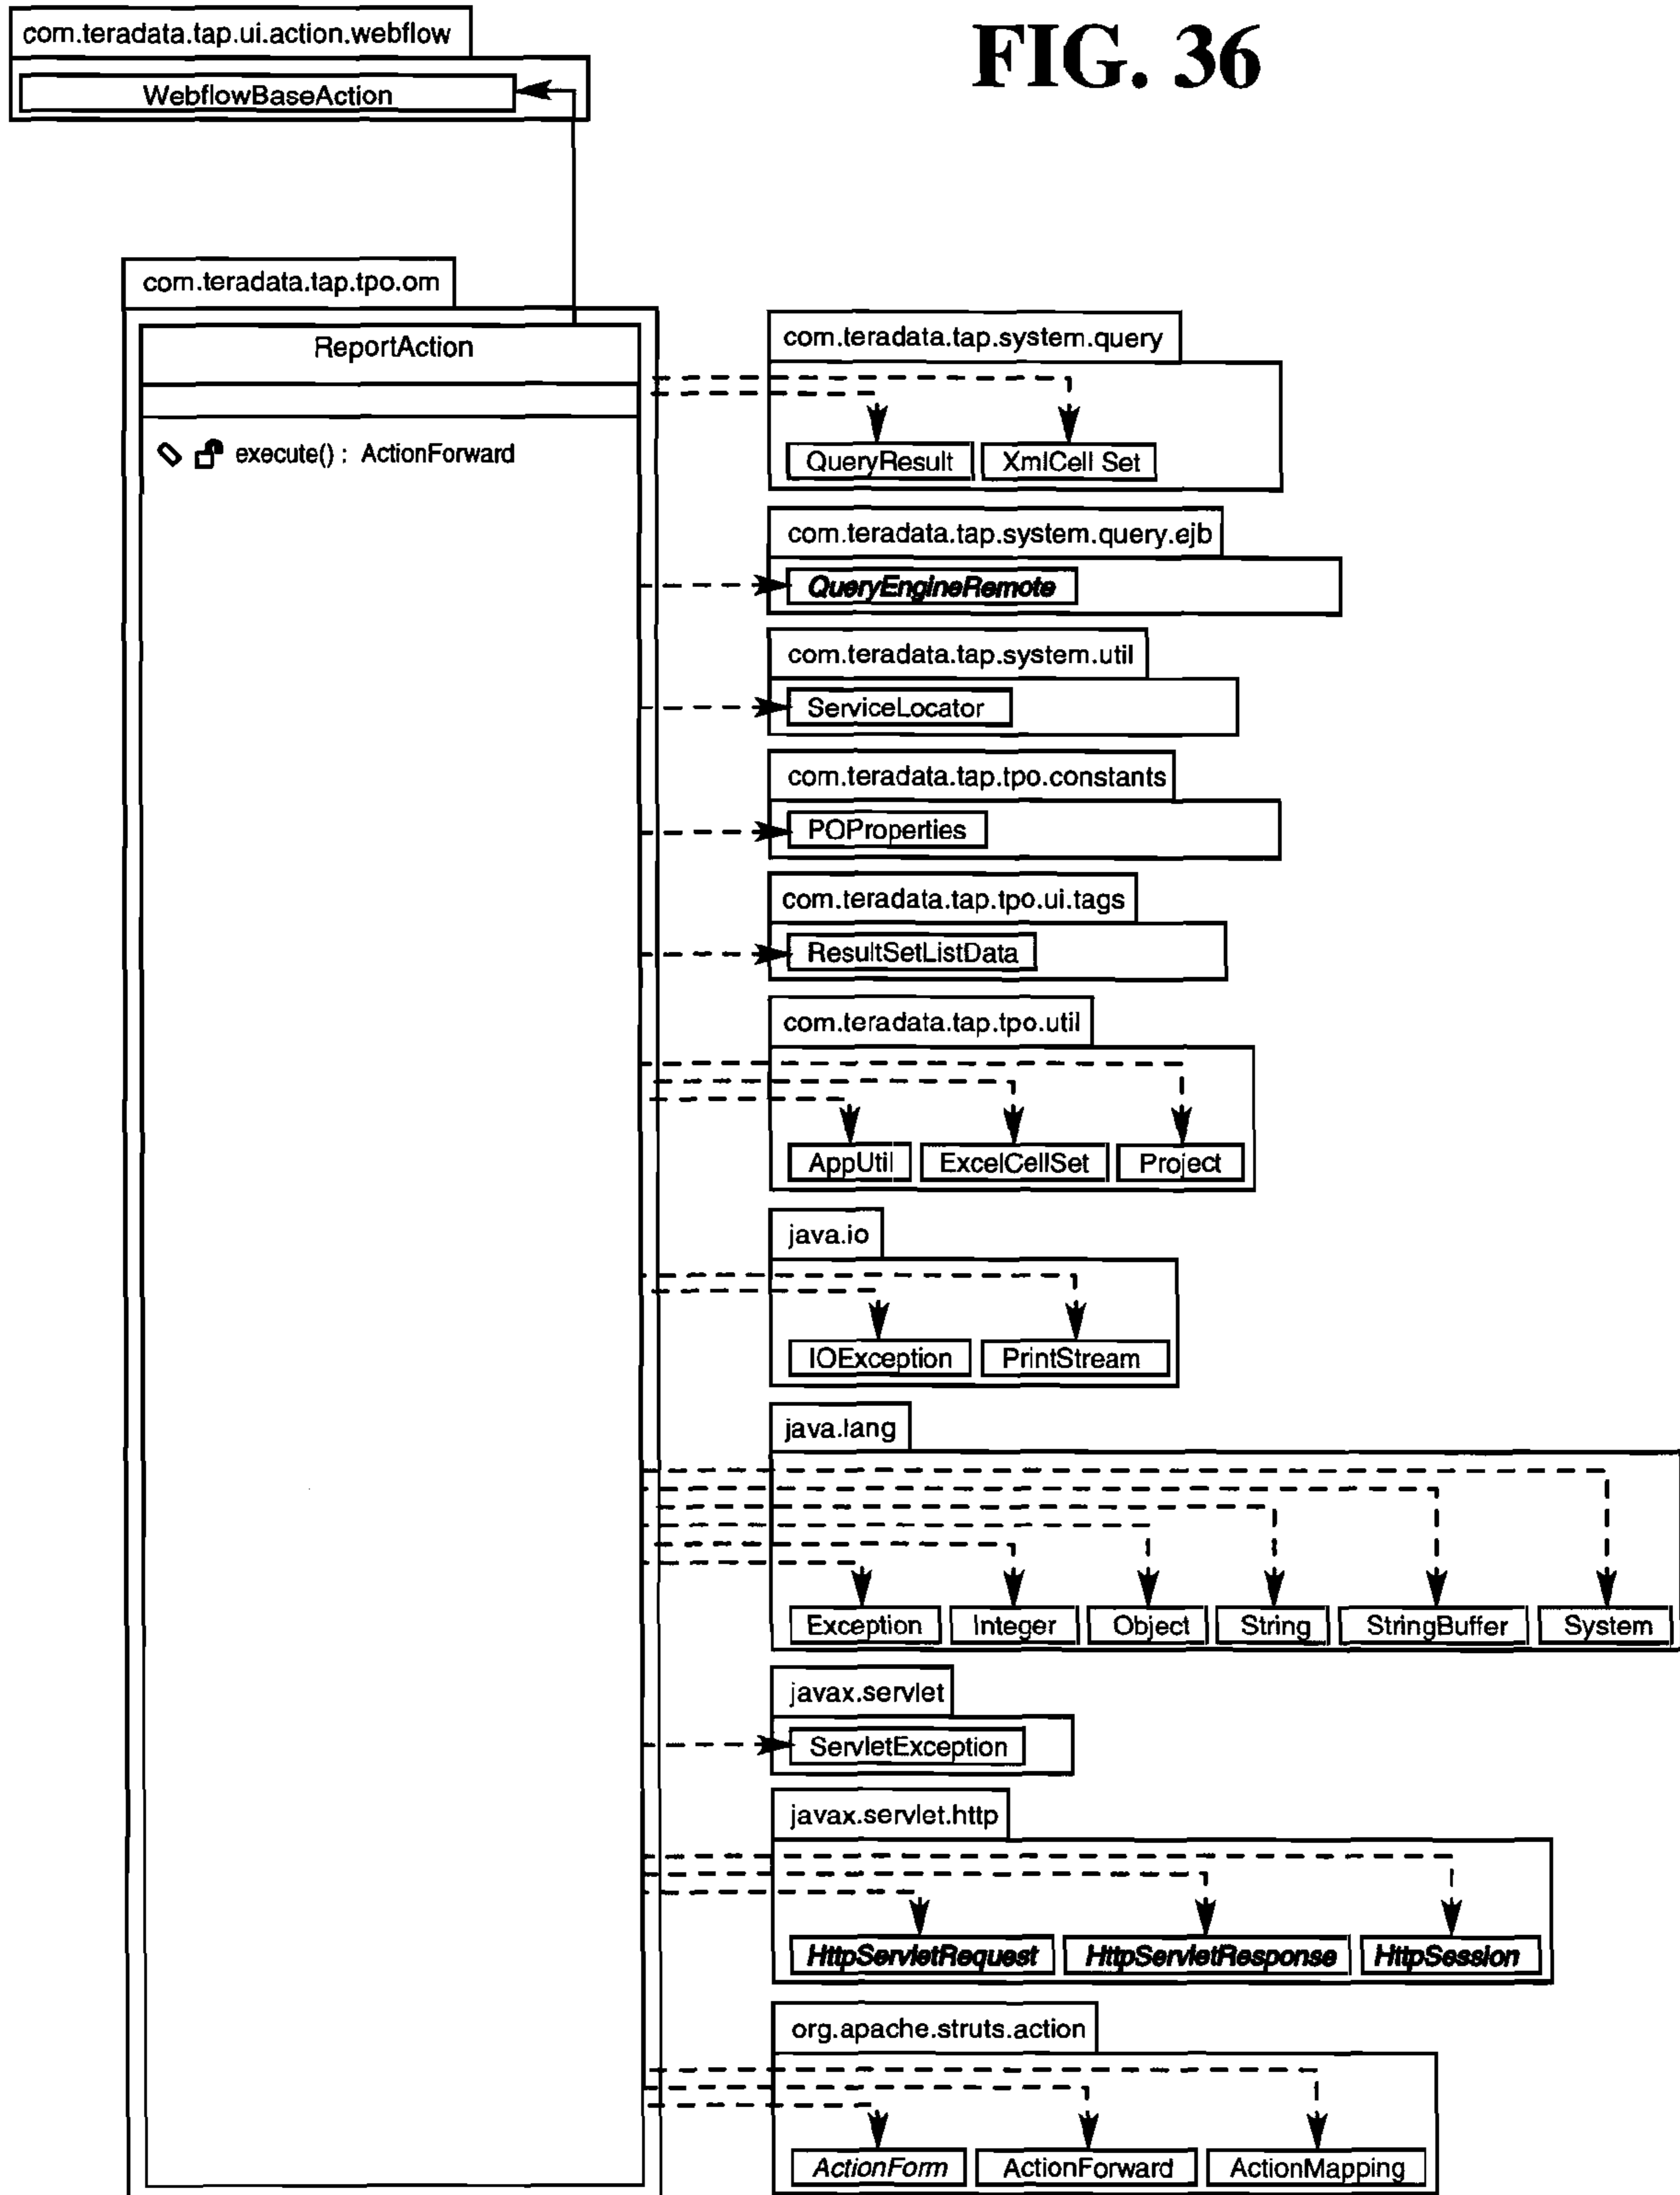 FIG. 36
com.teradata.tap.ui.action.webflow
WebflowBaseAction
com.teradata.tap.tpo.om
ReportAction
execute() : ActionForward
com.teradata.tap.system.query
QueryResult XmlCell Set
com.teradata.tap.system.query.ejb
QueryEngineRemote
com.teradata.tap.system.util
ServiceLocator
com.teradata.tap.tpo.constants
POProperties
com.teradata.tap.tpo.ui.tags
ResultSetListData
com.teradata.tap.tpo.util
AppUtil ExcelCellSet Project
java.io
IOException PrintStream
java.lang
Exception Integer Object String StringBuffer System
javax.servlet
ServletException
javax.servlet.http
HttpServletRequest HttpServletResponse HttpSession
org.apache.struts.action
ActionForm ActionForward ActionMapping